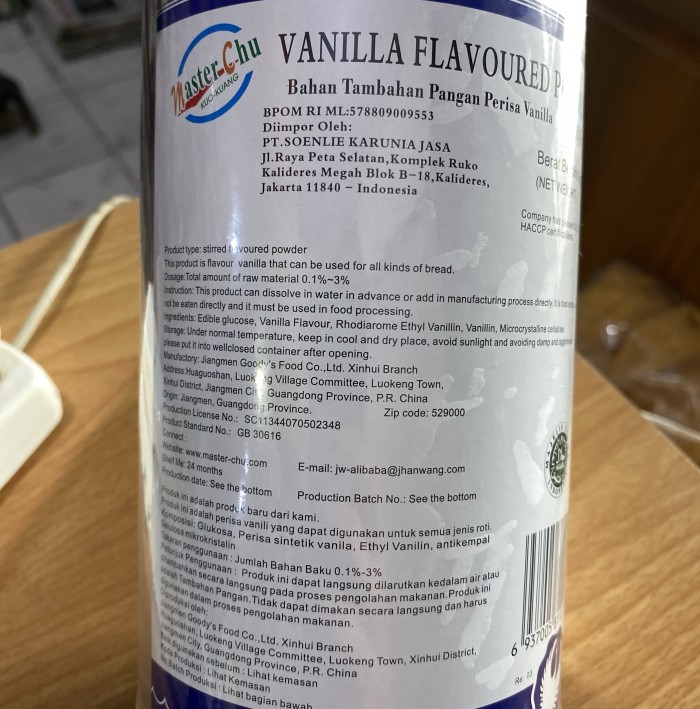 Master-Chu
KUO-KUANG
VANILLA FLAVOURED
Bahan Tambahan Pangan Perisa Vanilla
BPOM RI ML:578809009553
Diimpor Oleh:
PT.SOENLIE KARUNIA JASA
Jl.Raya Peta Selatan,Komplek Ruko
Kalideres Megah Blok B-18,Kalideres,
Jakarta 11840 - Indonesia
(NET
Company
HACCP
Product type: stirred flavoured powder
This product is flavour vanilla that can be used for all kinds of bread.
Dosage:Total amount of raw material 0.1%~3%
Instruction: This product can dissolve in water in advance or add in manufacturing process directly,
not be eaten directly and it must be used in food processing.
Ingredients: Edible glucose, Vanilla Flavour, Rhodiarome Ethyl Vanillin, Vanillin, Microcrystalline
Storage: Under normal temperature, keep in cool and dry place, avoid sunlight and avoiding damp and
please put it into wellclosed container after opening.
Manufactory: Jiangmen Goody's Food Co.,Ltd. Xinhui Branch
Address:Huaguoshan, Luokeng Village Committee, Luokeng Town,
Xinhui District, Jiangmen City Guangdong Province, P.R. China
Origin: Jiangmen, Guangdong Province. Zip code: 529000
Production License No.: SC11344070502348
Product Standard No.: GB 30616
Connect :
Website: www.master-chu.com E-mail: jw-alibaba@jhanwang.com
Shelf life: 24 months
Production date: See the bottom Production Batch No.: See the bottom
Produk ini adalah produk baru dari kami.
Produk ini adalah perisa vanili yang dapat digunakan untuk semua jenis roti.
Komposisi: Glukosa, Perisa sintetik vanila, Ethyl Vanilin, antikempal
Selulosa mikrokristalin
Takaran penggunaan : Jumlah Bahan Baku 0.1%-3%
Petunjuk Penggunaan : Produk ini dapat langsung dilarutkan kedalam air atau
ditambahkan secara langsung pada proses pengolahan makanan.Produk ini
adalah Tambahan Pangan.Tidak dapat dimakan secara langsung dan harus
digunakan dalam proses pengolahan makanan.
Diproduksi oleh:
Jiangmen Goody's Food Co.,Ltd. Xinhui Branch
Huaguoshan, Luokeng Village Committee, Luokeng Town, Xinhui District,
Jiangmen City, Guangdong Province, P.R. China
Baik digunakan sebelum : Lihat kemasan
Kode Produksi : Lihat Kemasan
No.Batch Produksi : Lihat bagian bawah